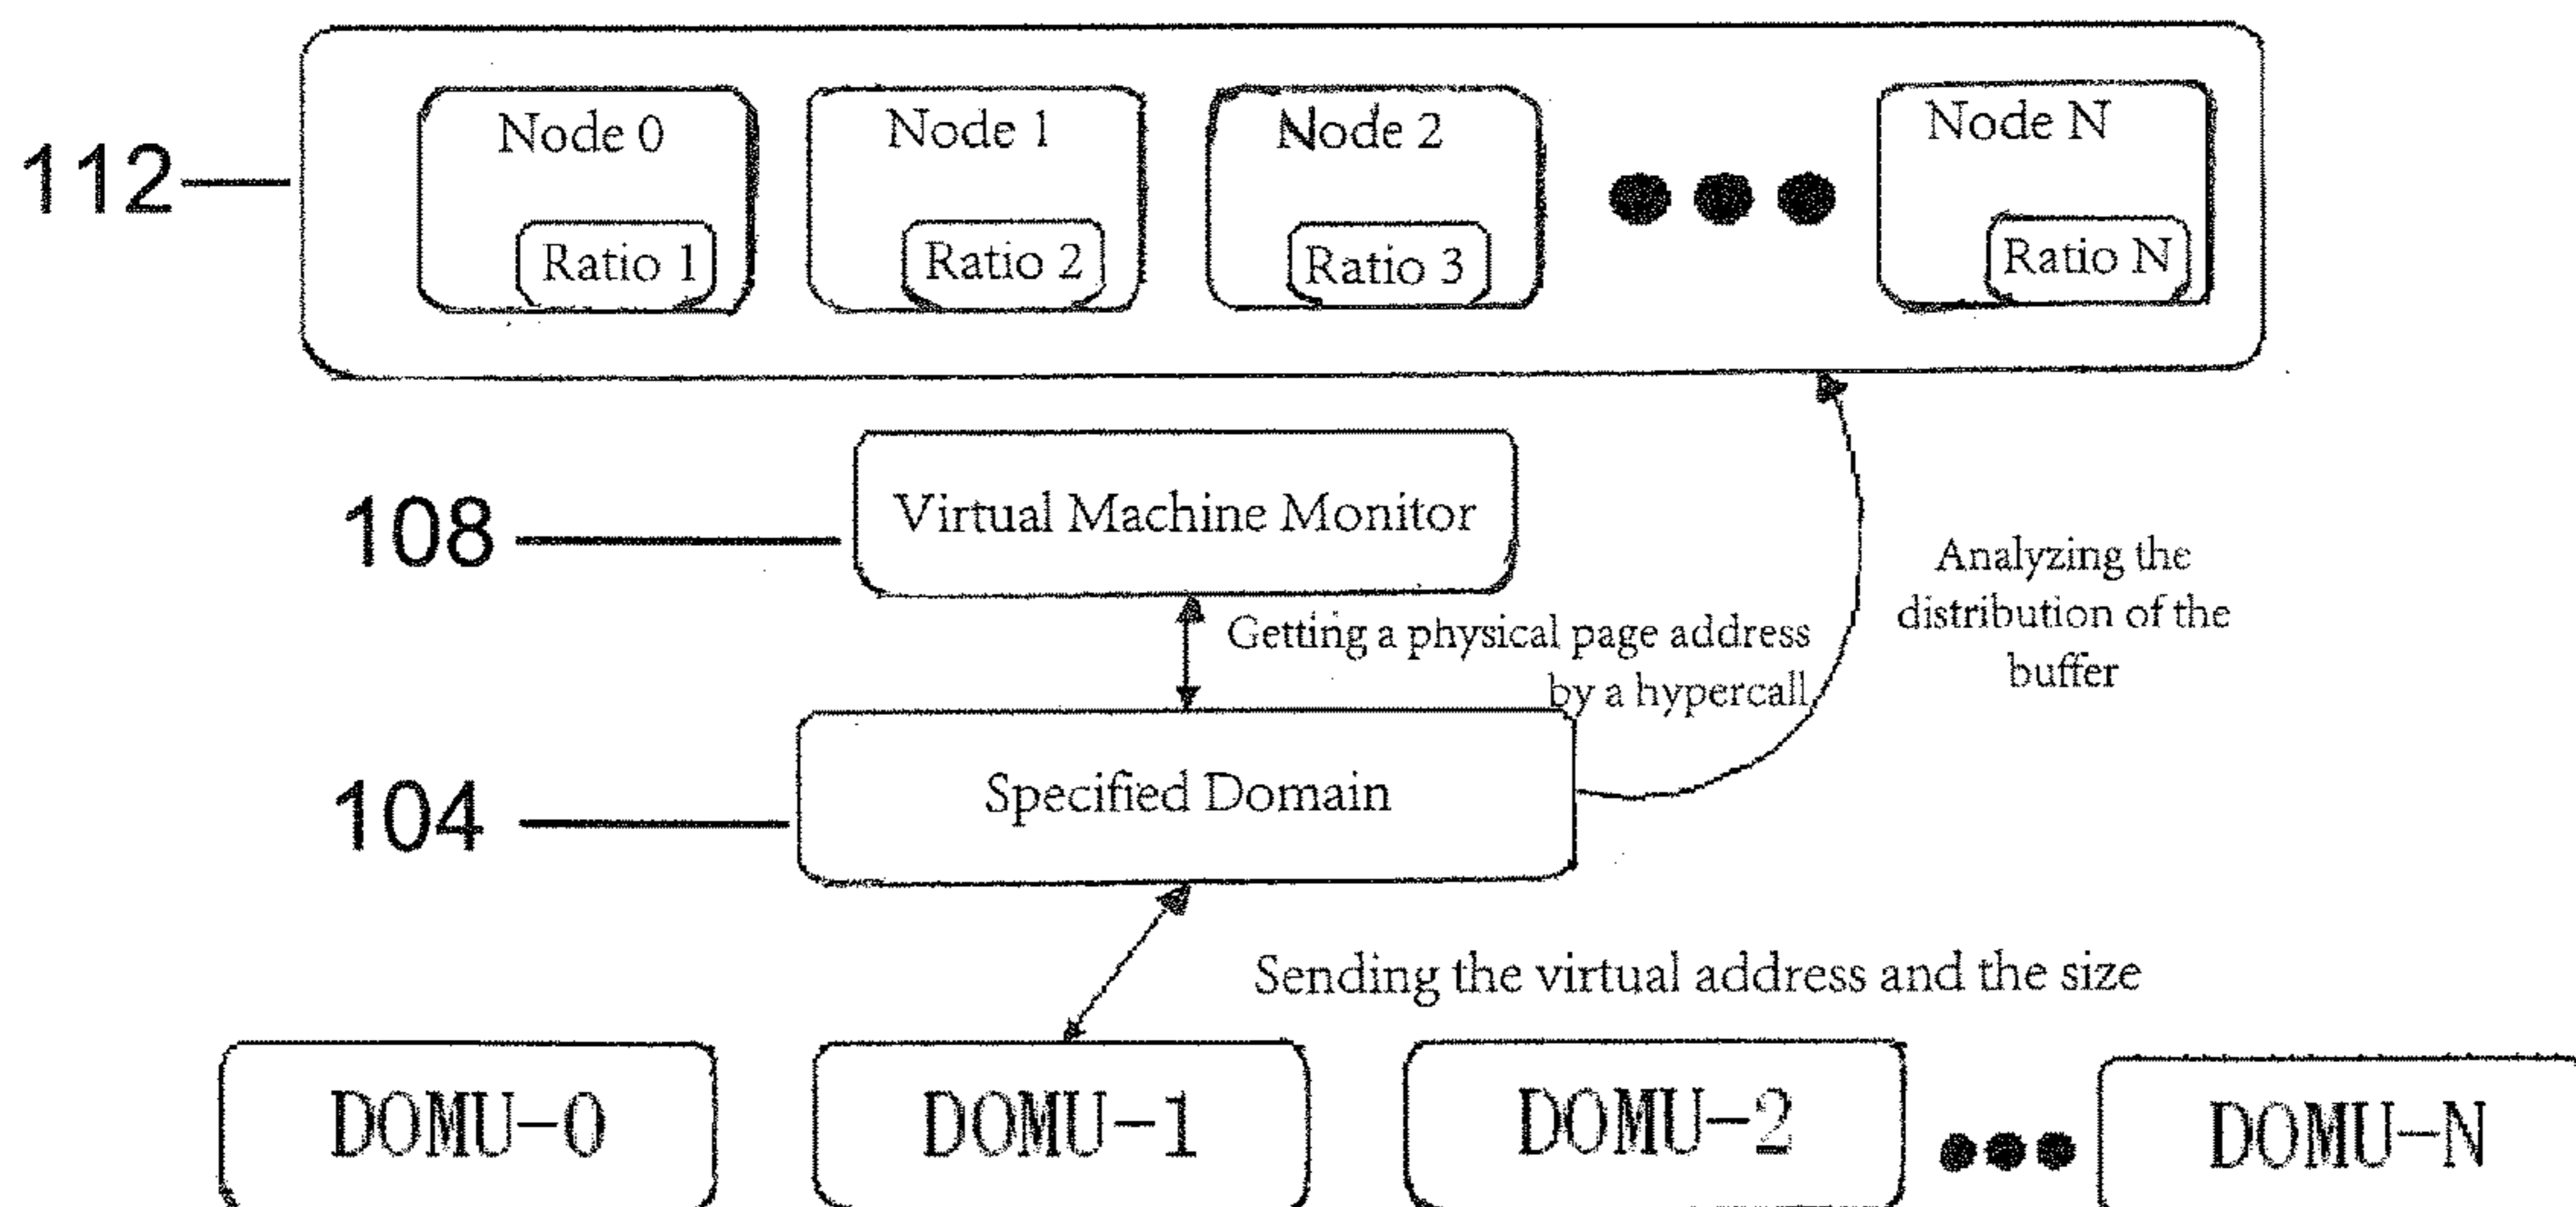 112
Node 0
Node 1
Node 2
Node N
Ratio 1
Ratio 2
Ratio 3
Ratio N
108
Virtual Machine Monitor
Analyzing the
distribution of the
buffer
Getting a physical page address
by a hypercall
104
Specified Domain
Sending the virtual address and the size
DOMU-0
DOMU-1
DOMU-2
DOMU-N